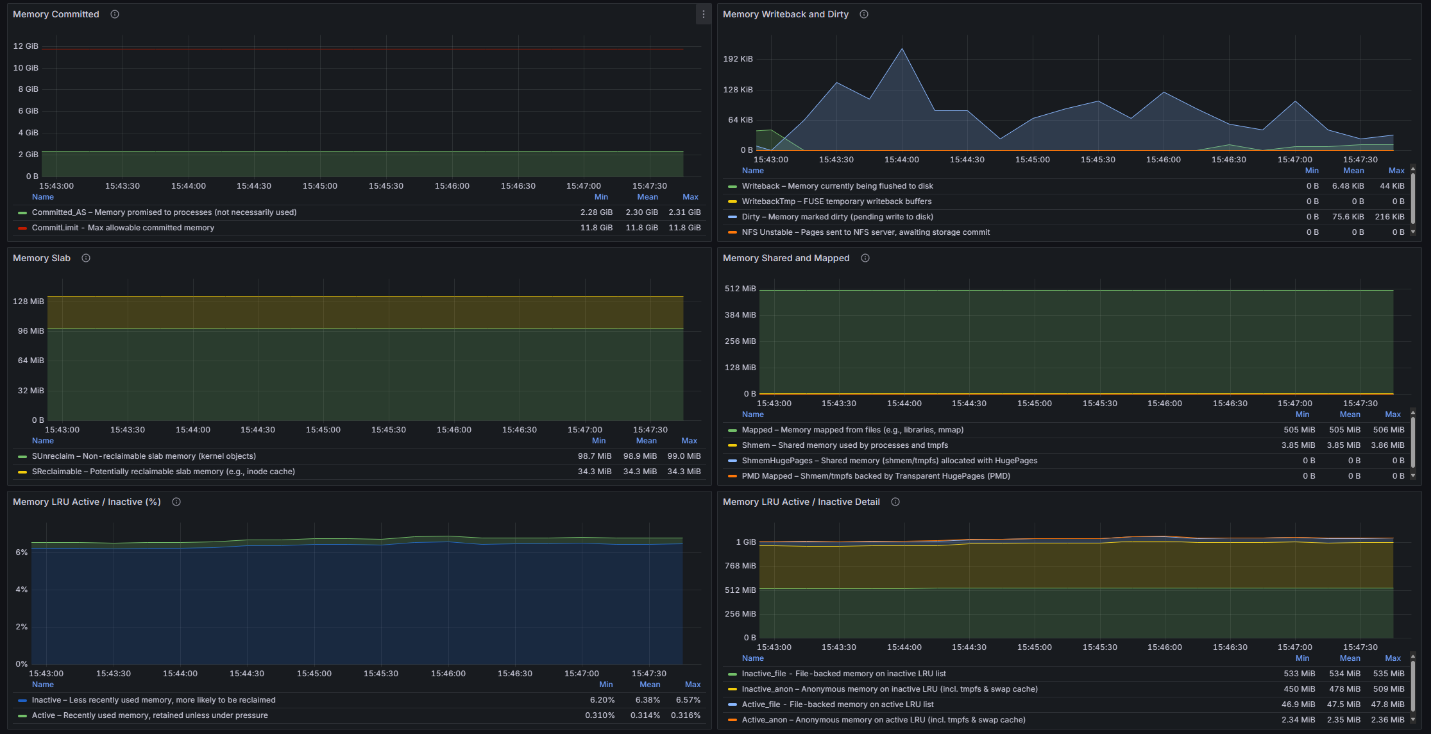 Memory Committed
12 GiB
10 GiB
8 GiB
6 GiB
4 GiB
2 GiB
0 B
15:43:00 15:43:30 15:44:00 15:44:30 15:45:00 15:45:30 15:46:00 15:46:30 15:47:00 15:47:30
Name Min Mean Max
Committed_AS – Memory promised to processes (not necessarily used) 2.28 GiB 2.30 GiB 2.31 GiB
CommitLimit - Max allowable committed memory 11.8 GiB 11.8 GiB 11.8 GiB
Memory Writeback and Dirty
192 KiB
128 KiB
64 KiB
0 B
15:43:00 15:43:30 15:44:00 15:44:30 15:45:00 15:45:30 15:46:00 15:46:30 15:47:00 15:47:30
Name Min Mean Max
Writeback – Memory currently being flushed to disk 0 B 6.48 KiB 44 KiB
WritebackTmp – FUSE temporary writeback buffers 0 B 0 B 0 B
Dirty – Memory marked dirty (pending write to disk) 0 B 75.6 KiB 216 KiB
NFS Unstable – Pages sent to NFS server, awaiting storage commit 0 B 0 B 0 B
Memory Slab
128 MiB
96 MiB
64 MiB
32 MiB
0 B
15:43:00 15:43:30 15:44:00 15:44:30 15:45:00 15:45:30 15:46:00 15:46:30 15:47:00 15:47:30
Name Min Mean Max
SUnreclaim – Non-reclaimable slab memory (kernel objects) 98.7 MiB 98.9 MiB 99.0 MiB
SReclaimable – Potentially reclaimable slab memory (e.g., inode cache) 34.3 MiB 34.3 MiB 34.3 MiB
Memory Shared and Mapped
512 MiB
384 MiB
256 MiB
128 MiB
0 B
15:43:00 15:43:30 15:44:00 15:44:30 15:45:00 15:45:30 15:46:00 15:46:30 15:47:00 15:47:30
Name Min Mean Max
Mapped – Memory mapped from files (e.g., libraries, mmap) 505 MiB 505 MiB 506 MiB
Shmem – Shared memory used by processes and tmpfs 3.85 MiB 3.85 MiB 3.86 MiB
ShmemHugePages – Shared memory (shmem/tmpfs) allocated with HugePages 0 B 0 B 0 B
PMD Mapped – Shmem/tmpfs backed by Transparent HugePages (PMD) 0 B 0 B 0 B
Memory LRU Active / Inactive (%)
6%
4%
2%
0%
15:43:00 15:43:30 15:44:00 15:44:30 15:45:00 15:45:30 15:46:00 15:46:30 15:47:00 15:47:30
Name Min Mean Max
Inactive – Less recently used memory, more likely to be reclaimed 6.20% 6.38% 6.57%
Active – Recently used memory, retained unless under pressure 0.310% 0.314% 0.316%
Memory LRU Active / Inactive Detail
1 GiB
768 MiB
512 MiB
256 MiB
0 B
15:43:00 15:43:30 15:44:00 15:44:30 15:45:00 15:45:30 15:46:00 15:46:30 15:47:00 15:47:30
Name Min Mean Max
Inactive_file - File-backed memory on inactive LRU list 533 MiB 534 MiB 535 MiB
Inactive_anon – Anonymous memory on inactive LRU (incl. tmpfs & swap cache) 450 MiB 478 MiB 509 MiB
Active_file - File-backed memory on active LRU list 46.9 MiB 47.5 MiB 47.8 MiB
Active_anon – Anonymous memory on active LRU (incl. tmpfs & swap cache) 2.34 MiB 2.35 MiB 2.36 MiB